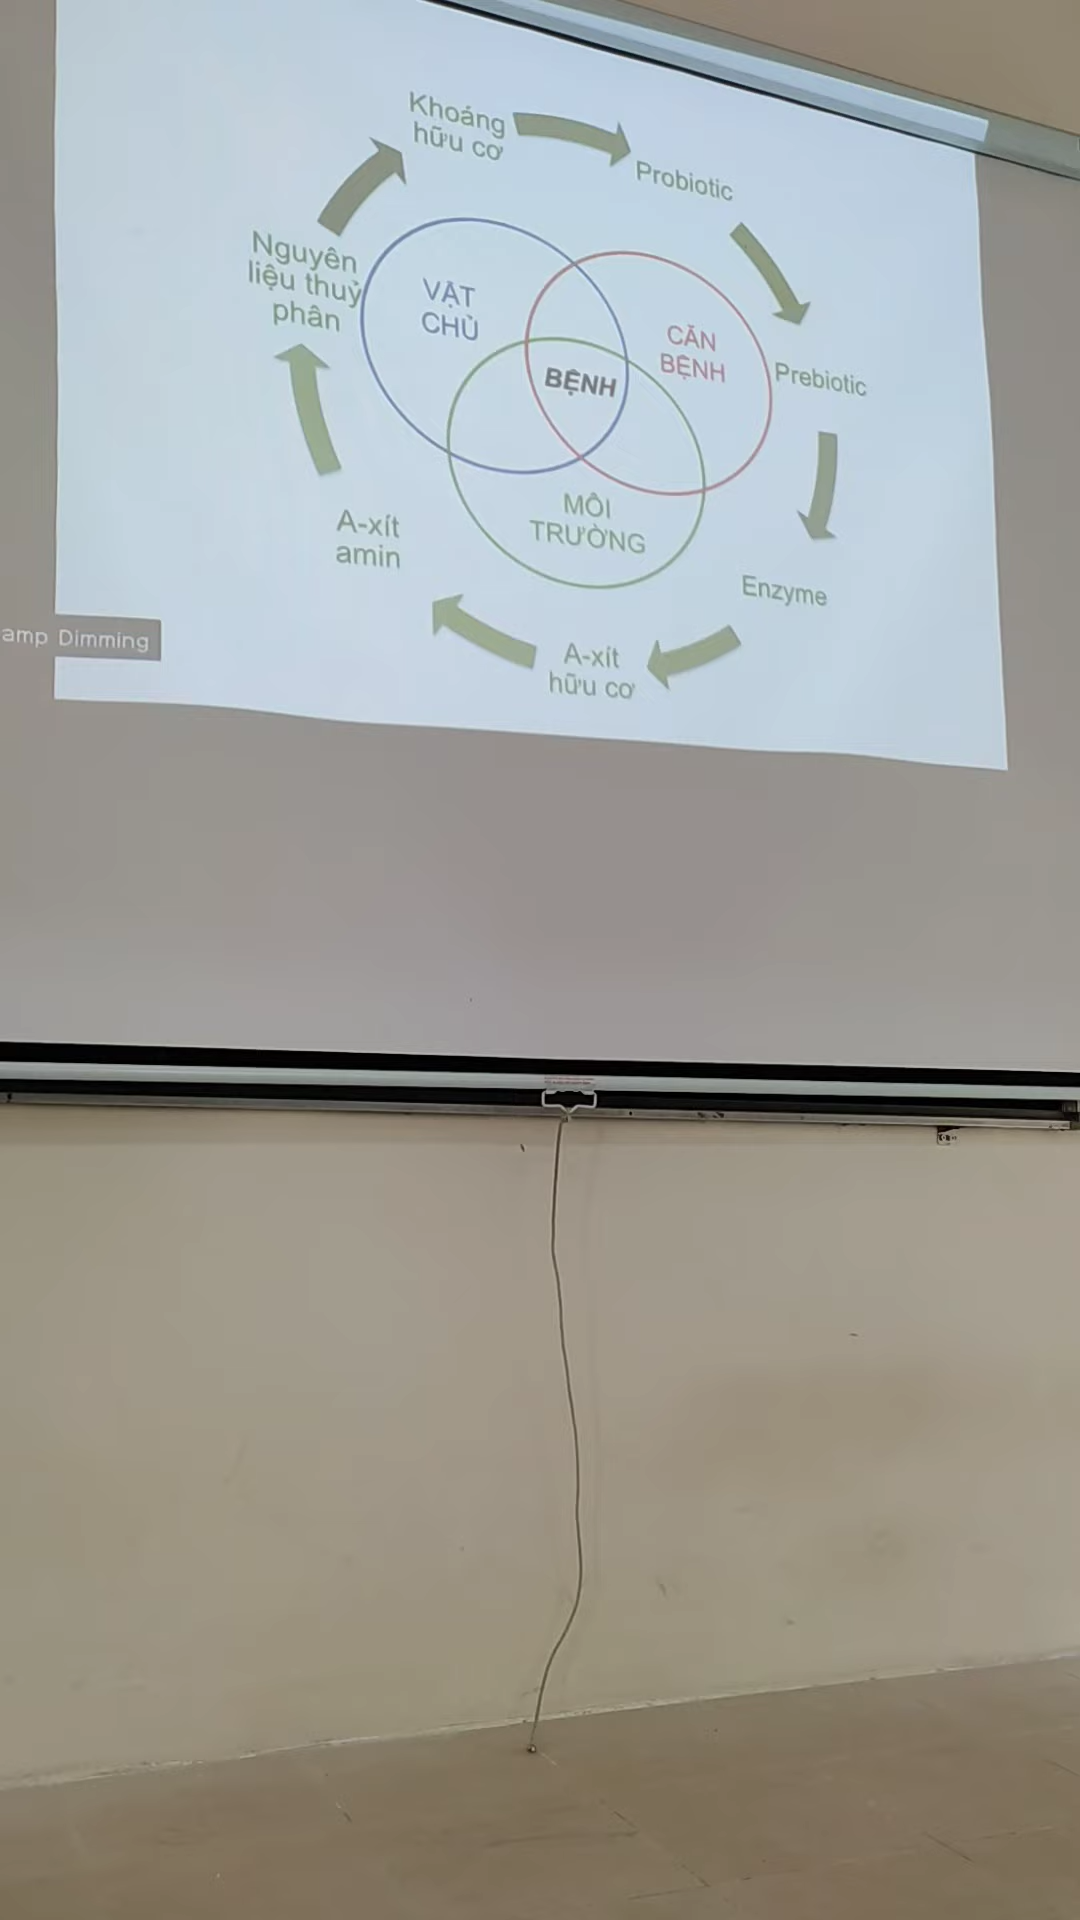 Khoáng
hữu cơ
Probiotic
Nguyên
liệu thuỷ
phân
VẬT
CHỦ
CĂN
BỆNH
BỆNH
Prebiotic
MÔI
TRƯỜNG
A-xít
amin
Enzyme
A-xít
hữu cơ
amp Dimming